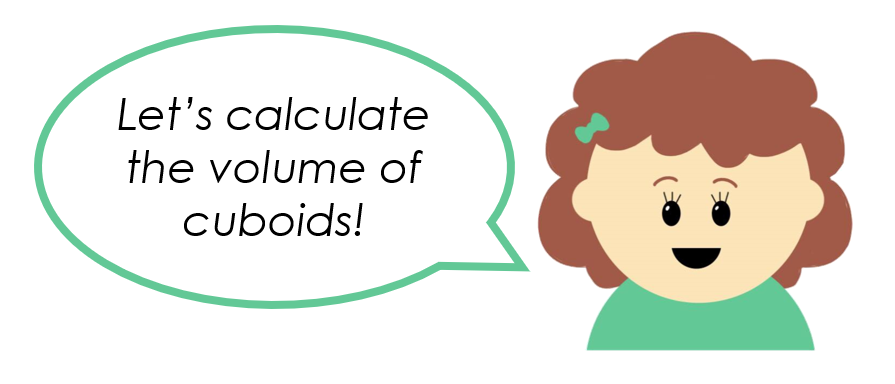 Let’s calculate
the volume of
cuboids!